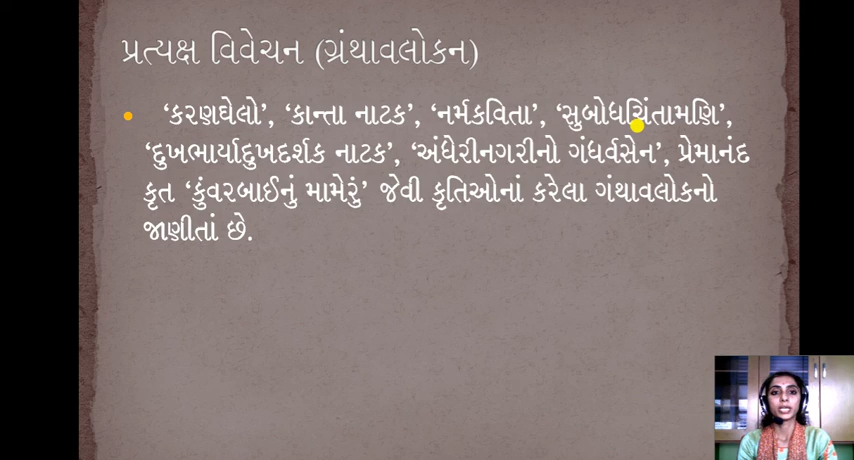 પ્રત્યક્ષ વિવેચન (ગ્રંથાવલોકન)
‘કરણઘેલો’, ‘કાન્તા નાટક’, ‘નર્મકવિતા’, ‘સુબોધચિંતામણિ’,
‘દુખભાર્યાદુખદર્શક નાટક’, ‘અંધેરીનગરીનો ગંધર્વસેન’, પ્રેમાનંદ
કૃત ‘કુંવરબાઈનું મામેરું’ જેવી કૃતિઓનાં કરેલા ગંથાવલોકનો
જાણીતાં છે.